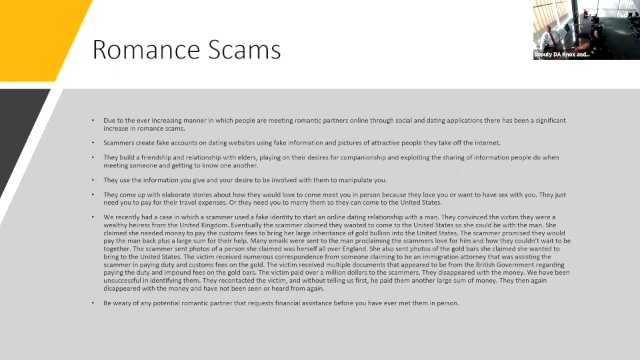 Romance Scams
Deputy DA Knox and...
• Due to the ever increasing manner in which people are meeting romantic partners online through social and dating applications there has been a significant
increase in romance scams.
• Scammers create fake accounts on dating websites using fake information and pictures of attractive people they take off the internet.
• They build a friendship and relationship with elders, playing on their desires for companionship and exploiting the sharing of information people do when
meeting someone and getting to know one another.
• They use the information you give and your desire to be involved with them to manipulate you.
• They come up with elaborate stories about how they would love to come meet you in person because they love you or want to have sex with you. They just
need you to pay for their travel expenses. Or they need you to marry them so they can come to the United States.
• We recently had a case in which a scammer used a fake identity to start an online dating relationship with a man. They convinced the victim they were a
wealthy heiress from the United Kingdom. Eventually the scammer claimed they wanted to come to the United States so she could be with the man. She
claimed she needed money to pay the customs fees to bring her large inheritance of gold bullion into the United States. The scammer promised they would
pay the man back plus a large sum for their help. Many emails were sent to the man proclaiming the scammers love for him and how they couldn't wait to be
together. The scammer sent photos of a person she claimed was herself all over England. She also sent photos of the gold bars she claimed she wanted to
bring to the United States. The victim received numerous correspondence from someone claiming to be an immigration attorney that was assisting the
scammer in paying duty and customs fees on the gold. The victim received multiple documents that appeared to be from the British Government regarding
paying the duty and impound fees on the gold bars. The victim paid over a million dollars to the scammers. They disappeared with the money. We have been
unsuccessful in identifying them. They recontacted the victim, and without telling us first, he paid them another large sum of money. They then again
disappeared with the money and have not been seen or heard from again.
• Be weary of any potential romantic partner that requests financial assistance before you have ever met them in person.